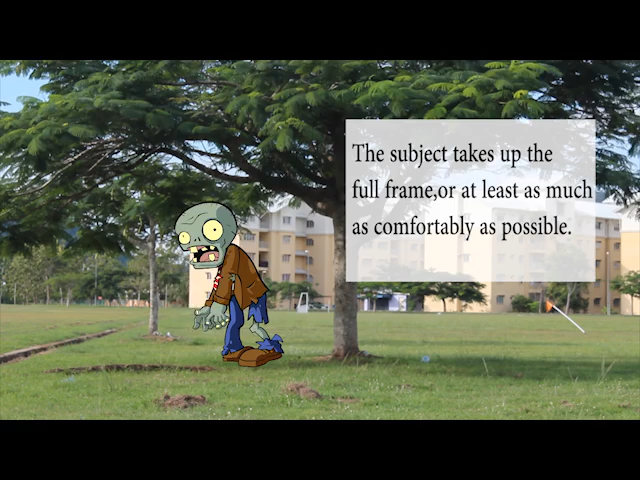 The subject takes up the
full frame,or at least as much
as comfortably as possible.